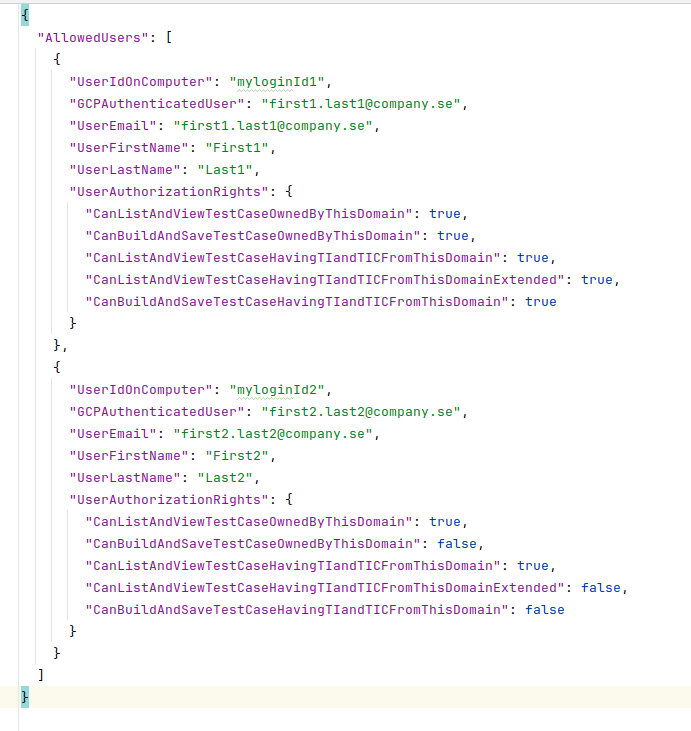 {
  "AllowedUsers": [
    {
      "UserIdOnComputer": "myloginId1",
      "GCPAuthenticatedUser": "first1.last1@company.se",
      "UserEmail": "first1.last1@company.se",
      "UserFirstName": "First1",
      "UserLastName": "Last1",
      "UserAuthorizationRights": {
        "CanListAndViewTestCaseOwnedByThisDomain": true,
        "CanBuildAndSaveTestCaseOwnedByThisDomain": true,
        "CanListAndViewTestCaseHavingTIandTICFromThisDomain": true,
        "CanListAndViewTestCaseHavingTIandTICFromThisDomainExtended": true,
        "CanBuildAndSaveTestCaseHavingTIandTICFromThisDomain": true
      }
    },
    {
      "UserIdOnComputer": "myloginId2",
      "GCPAuthenticatedUser": "first2.last2@company.se",
      "UserEmail": "first2.last2@company.se",
      "UserFirstName": "First2",
      "UserLastName": "Last2",
      "UserAuthorizationRights": {
        "CanListAndViewTestCaseOwnedByThisDomain": true,
        "CanBuildAndSaveTestCaseOwnedByThisDomain": false,
        "CanListAndViewTestCaseHavingTIandTICFromThisDomain": true,
        "CanListAndViewTestCaseHavingTIandTICFromThisDomainExtended": false,
        "CanBuildAndSaveTestCaseHavingTIandTICFromThisDomain": false
      }
    }
  ]
}